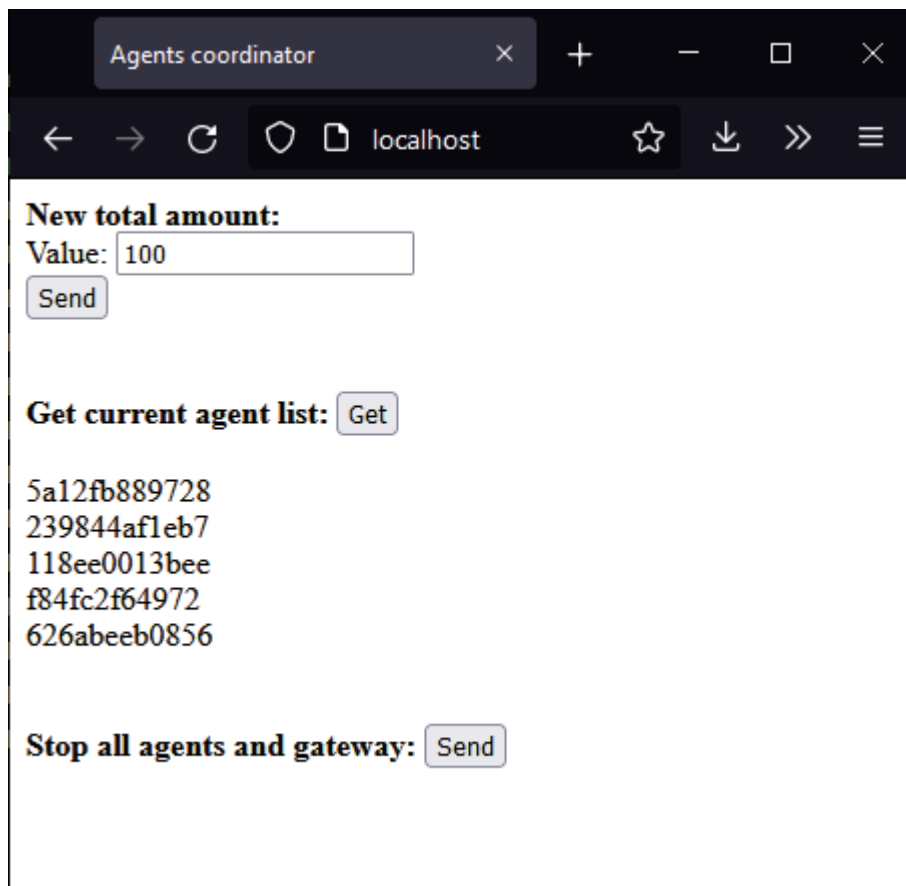 Agents coordinator
localhost
New total amount:
Value: 100
Send
Get current agent list: Get
5a12fb889728
239844af1eb7
118ee0013bee
f84fc2f64972
626abeeb0856
Stop all agents and gateway: Send